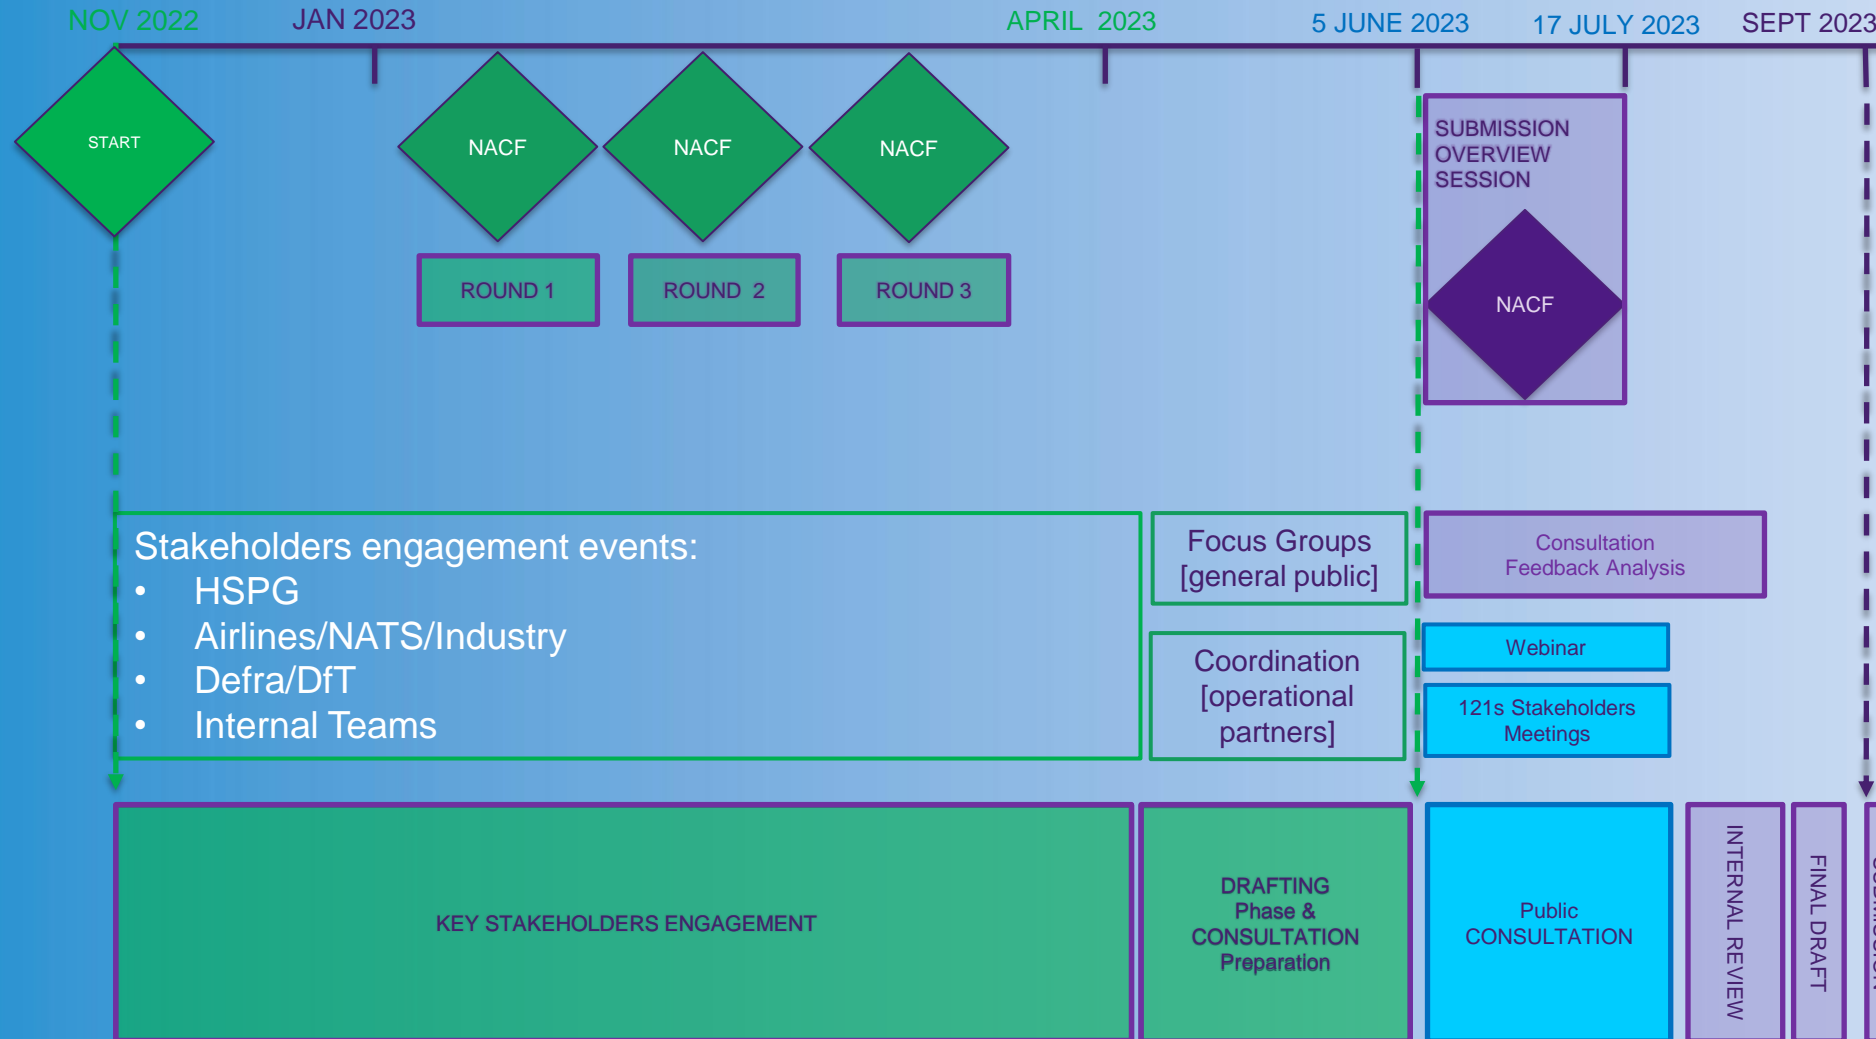 NOV 2022
JAN 2023
APRIL 2023
5 JUNE 2023
17 JULY 2023
SEPT 2023
START
NACF
NACF
NACF
ROUND 1
ROUND 2
ROUND 3
SUBMISSION
OVERVIEW
SESSION
NACF
Stakeholders engagement events:
• HSPG
• Airlines/NATS/Industry
• Defra/DfT
• Internal Teams
Focus Groups
[general public]
Coordination
[operational
partners]
Consultation
Feedback Analysis
Webinar
121s Stakeholders
Meetings
KEY STAKEHOLDERS ENGAGEMENT
DRAFTING
Phase &
CONSULTATION
Preparation
Public
CONSULTATION
INTERNAL REVIEW
FINAL DRAFT